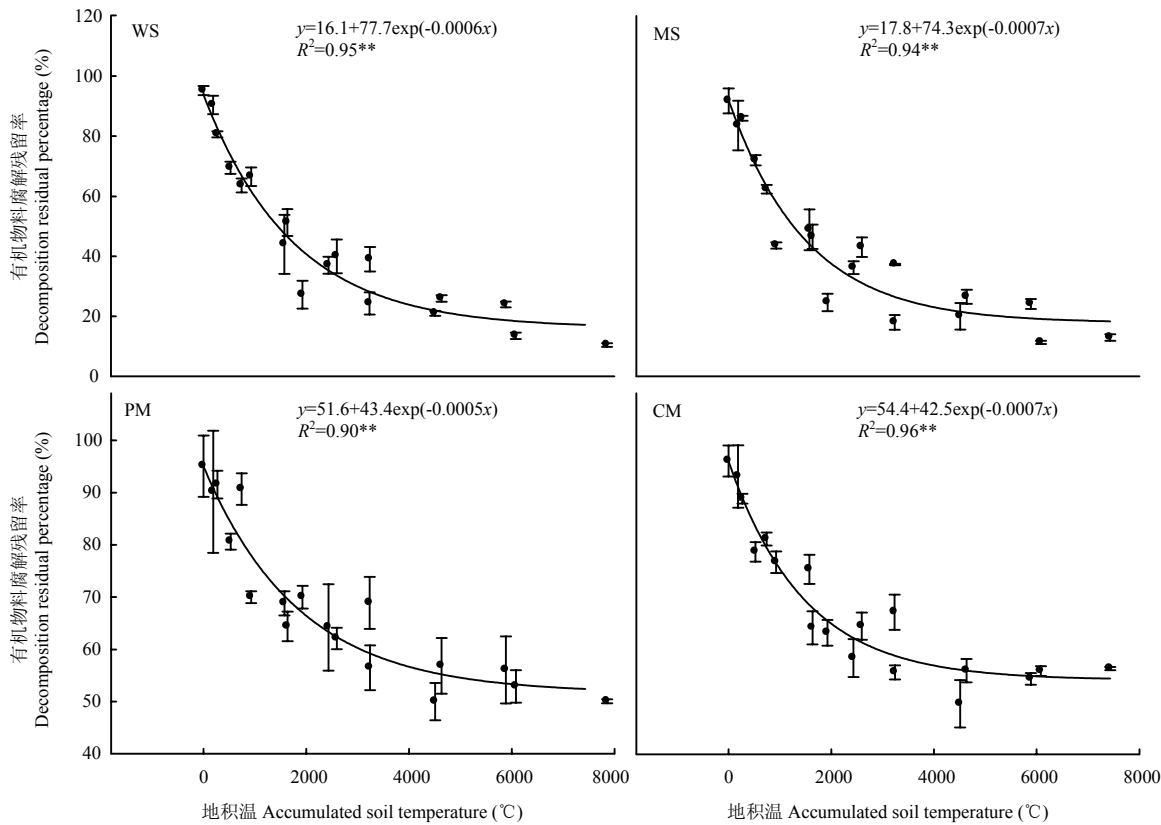 WS
y=16.1+77.7exp(-0.0006x)
R²=0.95**
MS
y=17.8+74.3exp(-0.0007x)
R²=0.94**
120
100
80
60
40
20
0
有机物料腐解残留率
Decomposition residual percentage (%)
PM
y=51.6+43.4exp(-0.0005x)
R²=0.90**
CM
y=54.4+42.5exp(-0.0007x)
R²=0.96**
100
90
80
70
60
50
40
有机物料腐解残留率
Decomposition residual percentage (%)
0 2000 4000 6000 8000
0 2000 4000 6000 8000
地积温 Accumulated soil temperature (℃)
地积温 Accumulated soil temperature (℃)